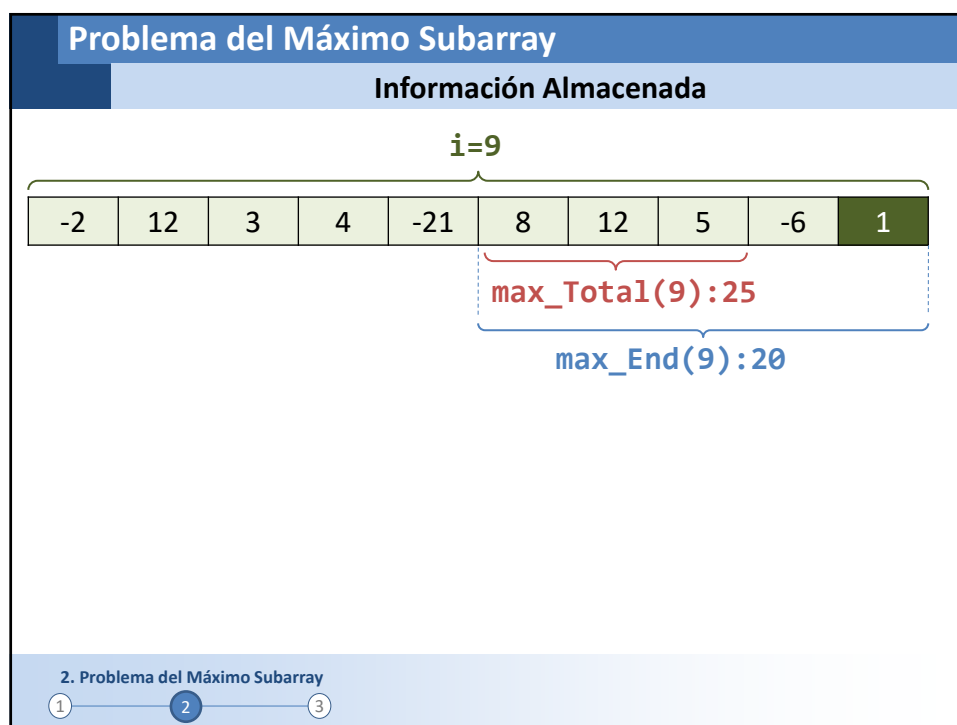 Problema del Máximo Subarray
Información Almacenada
i=9
-2 12 3 4 -21 8 12 5 -6 1
max_Total(9):25
max_End(9):20
2. Problema del Máximo Subarray
1 2 3